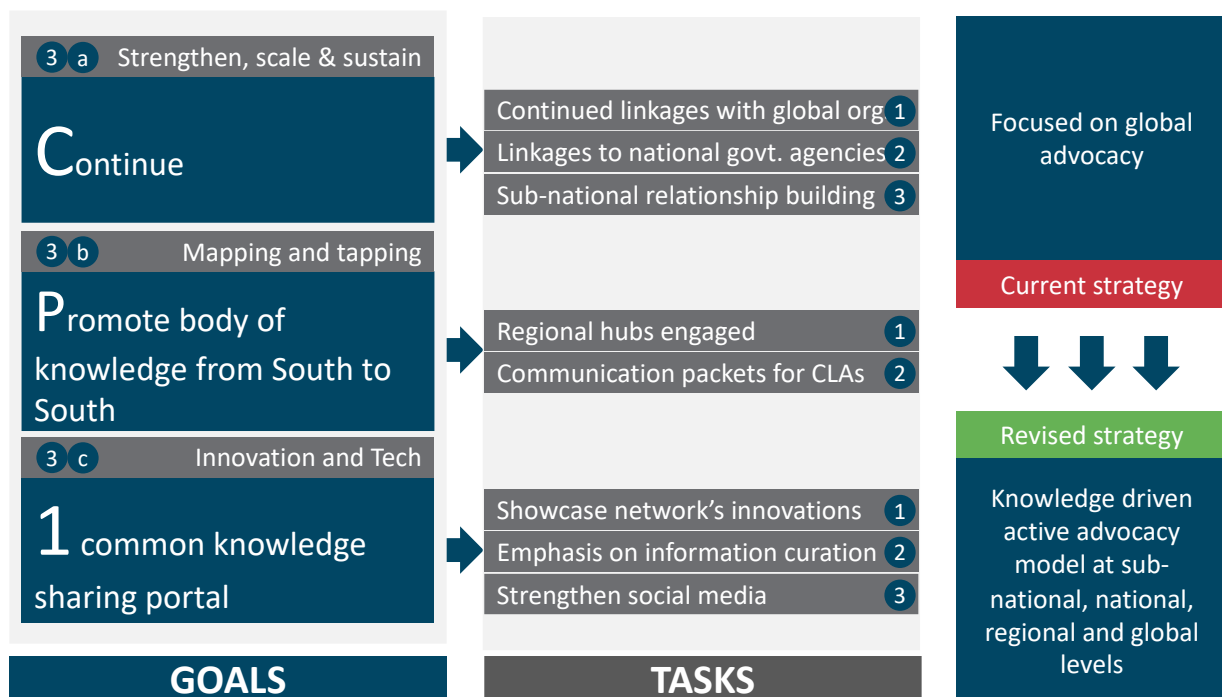 3 a Strengthen, scale & sustain
Continue
3 b Mapping and tapping
Promote body of
knowledge from South to
South
3 c Innovation and Tech
1 common knowledge
sharing portal
GOALS
Continued linkages with global org. 1
Linkages to national govt. agencies 2
Sub-national relationship building 3
Regional hubs engaged 1
Communication packets for CLAs 2
Showcase network’s innovations 1
Emphasis on information curation 2
Strengthen social media 3
TASKS
Focused on global
advocacy
Current strategy
Revised strategy
Knowledge driven
active advocacy
model at sub-
national, national,
regional and global
levels